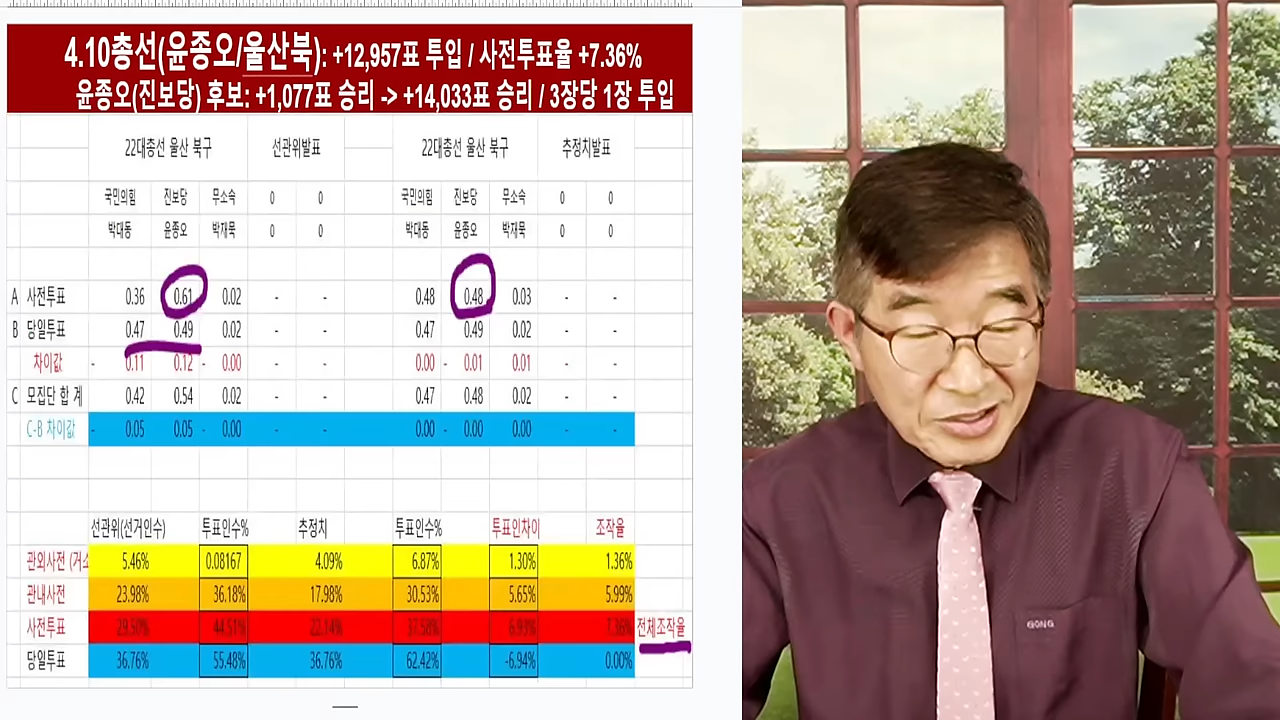 4.10총선(윤종오/울산북): +12,957표 투입 / 사전투표율 +7.36%
윤종오(진보당) 후보: +1,077표 승리 -> +14,033표 승리 / 3장당 1장 투입
22대총선 울산 북구 선관위발표 22대총선 울산 북구 추정치발표
국민의힘 진보당 무소속 0 0 국민의힘 진보당 무소속 0 0
박대동 윤종오 박재묵 0 0 박대동 윤종오 박재묵 0 0
A 사전투표 0.36 0.61 0.02 - - 0.48 0.48 0.03 - -
B 당일투표 0.47 0.49 0.02 - - 0.47 0.49 0.02 - -
차이값 - 0.11 0.12 - 0.00 - - 0.00 - 0.01 0.01 - -
C 모집단 합 계 0.42 0.54 0.02 - - 0.47 0.48 0.02 - -
C-B 차이값 - 0.05 0.05 - 0.00 - - 0.00 - 0.00 0.00 - -
선관위(선거인수) 투표인수% 추정치 투표인수% 투표인차이 조작율
관외사전 (거소 5.46% 0.08167 4.09% 6.87% 1.30% 1.36%
관내사전 23.98% 36.18% 17.98% 30.53% 5.65% 5.99%
사전투표 29.50% 44.51% 22.14% 37.58% 6.93% 7.36% 전체조작율
당일투표 36.76% 55.48% 36.76% 62.42% -6.94% 0.00%
GONG